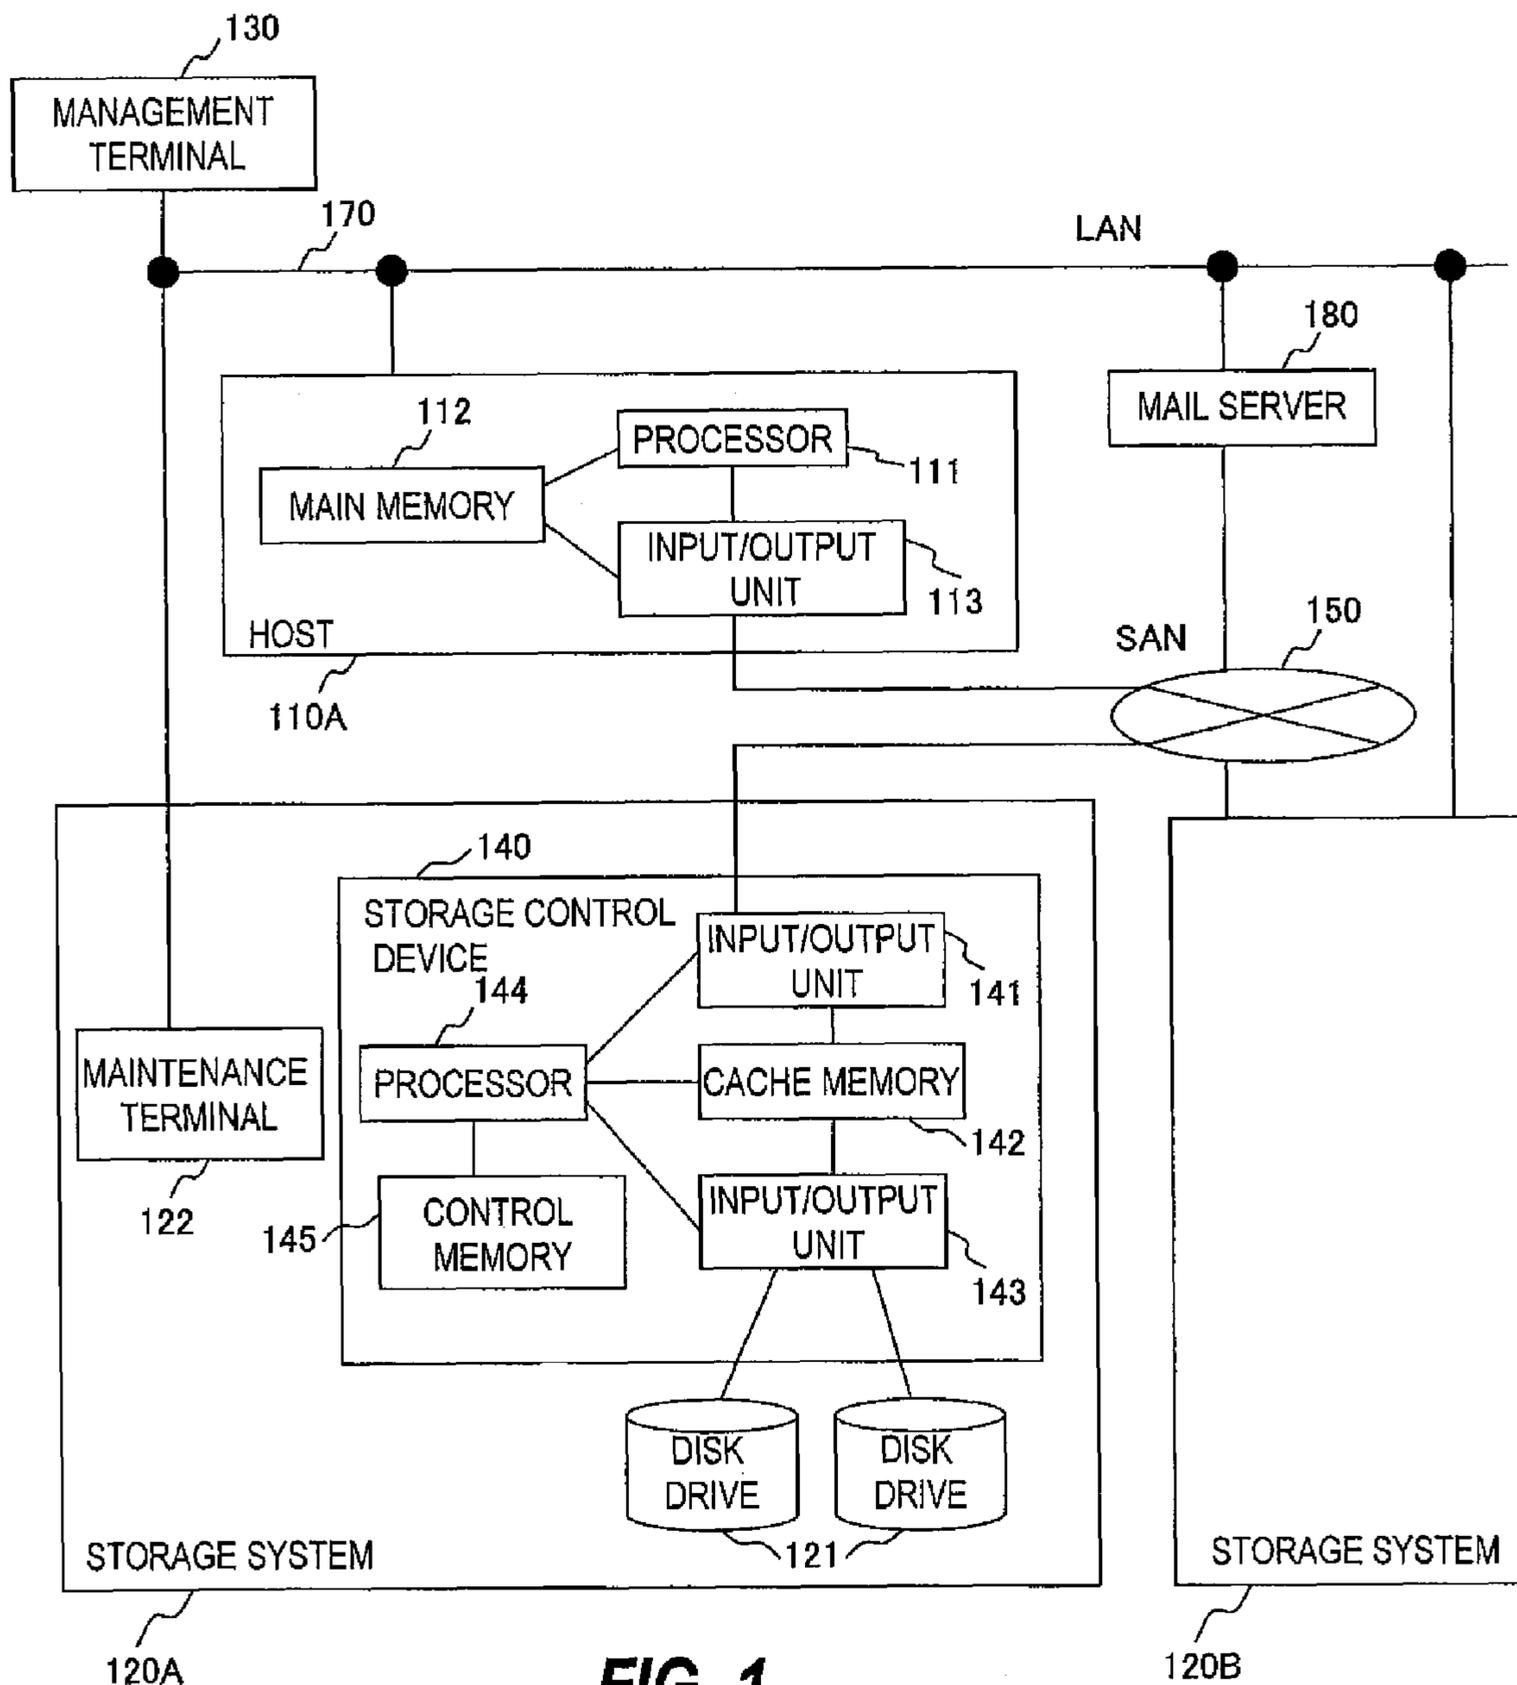 130
MANAGEMENT
TERMINAL
170
LAN
180
MAIL SERVER
112
PROCESSOR
111
MAIN MEMORY
INPUT/OUTPUT
UNIT
113
HOST
110A
SAN
150
140
STORAGE CONTROL
DEVICE
INPUT/OUTPUT
UNIT
141
144
PROCESSOR
CACHE MEMORY
142
MAINTENANCE
TERMINAL
122
145
CONTROL
MEMORY
INPUT/OUTPUT
UNIT
143
DISK
DRIVE
DISK
DRIVE
121
STORAGE SYSTEM
120A
STORAGE SYSTEM
120B
FIG. 1